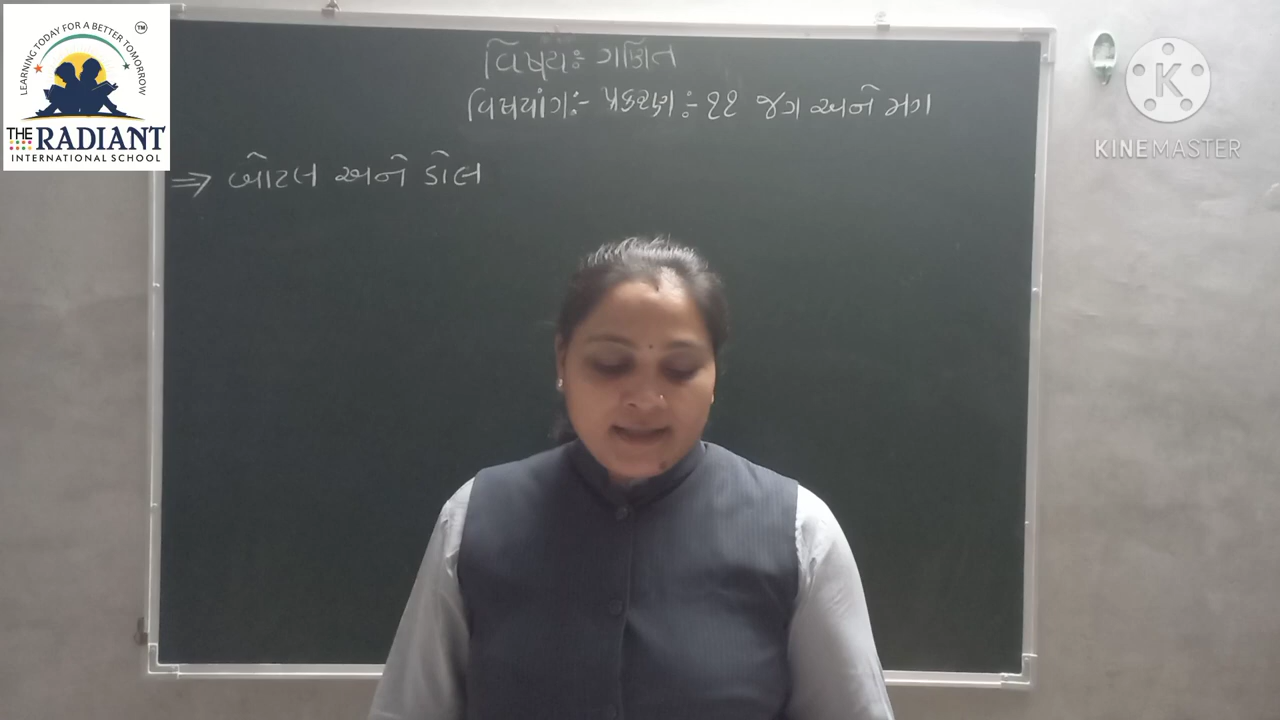 LEARNING TODAY FOR A BETTER TOMORROW
TM
THE RADIANT
INTERNATIONAL SCHOOL
વિષય:- ગણિત
વિષયાંગ:- પ્રકરણ :- ૧૧ જગ અને મગ
⇒ બોટલ અને ડોલ
K
KINEMASTER